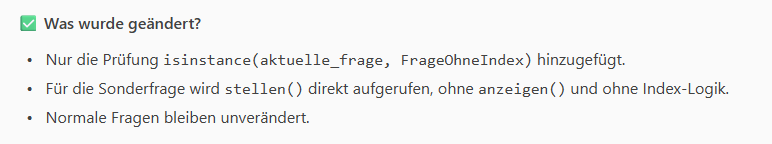 ✅ Was wurde geändert?
• Nur die Prüfung isinstance(aktuelle_frage, FrageOhneIndex) hinzugefügt.
• Für die Sonderfrage wird stellen() direkt aufgerufen, ohne anzeigen() und ohne Index-Logik.
• Normale Fragen bleiben unverändert.